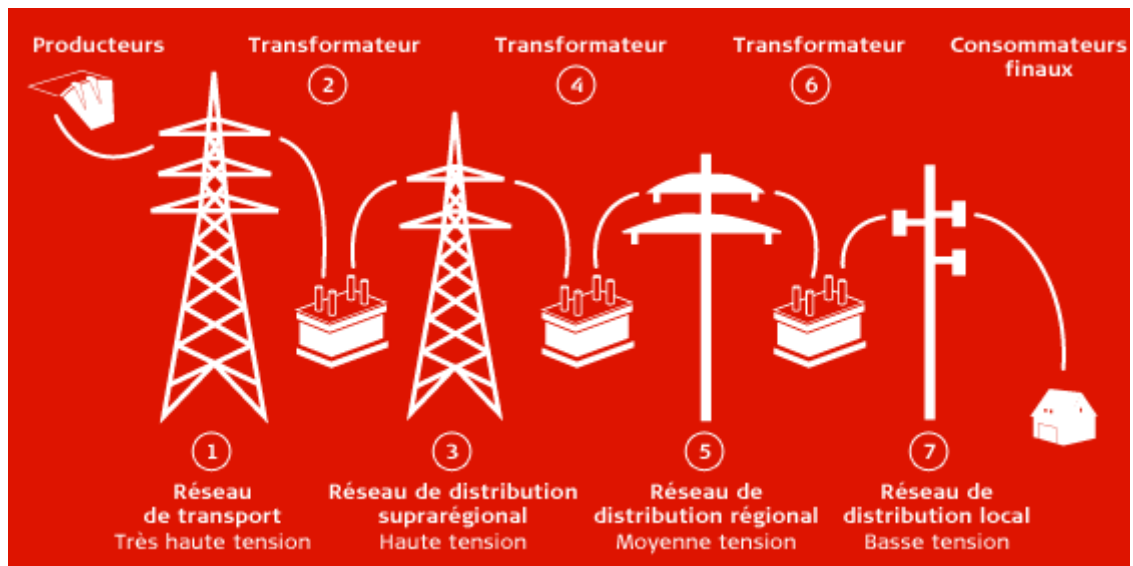 Producteurs
Transformateur
2
Transformateur
4
Transformateur
6
Consommateurs
finaux
1
Réseau
de transport
Très haute tension
3
Réseau de distribution
suprarégional
Haute tension
5
Réseau de
distribution régional
Moyenne tension
7
Réseau de
distribution local
Basse tension